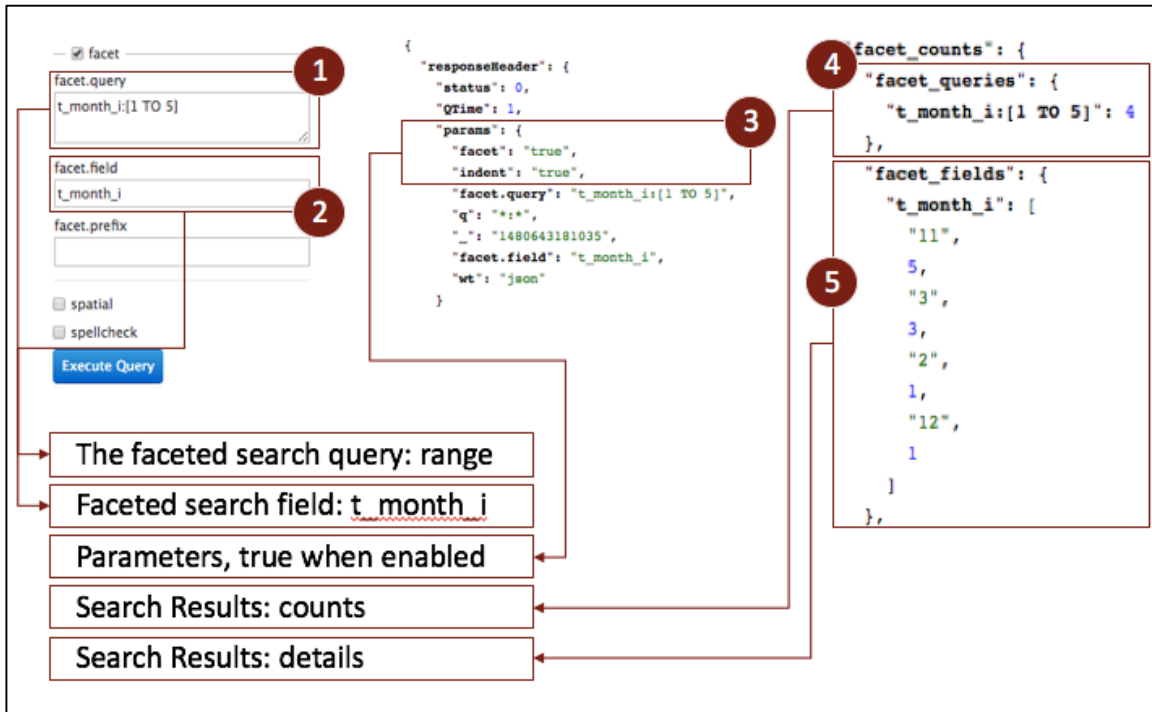 facet
1
facet.query
t_month_i:[1 TO 5]
facet.field
t_month_i
2
facet.prefix
spatial
spellcheck
Execute Query
{
"responseHeader": {
"status": 0,
"QTime": 1,
3
"params": {
"facet": "true",
"indent": "true",
"facet.query": "t_month_i:[1 TO 5]",
"q": "*:*",
"_": "1480643181035",
"facet.field": "t_month_i",
"wt": "json"
}
"facet_counts": {
4
"facet_queries": {
"t_month_i:[1 TO 5]": 4
},
"facet_fields": {
"t_month_i": [
"11",
5,
5
"3",
3,
"2",
1,
"12",
1
]
},
The faceted search query: range
Faceted search field: t_month_i
Parameters, true when enabled
Search Results: counts
Search Results: details